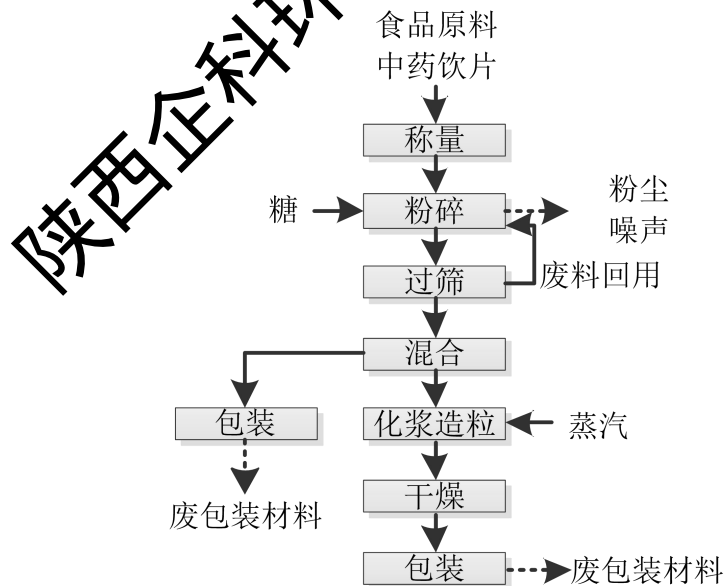 陕西企科环
食品原料
中药饮片
称量
糖
粉碎
粉尘
噪声
过筛
废料回用
混合
包装
化浆造粒
蒸汽
废包装材料
干燥
包装
废包装材料